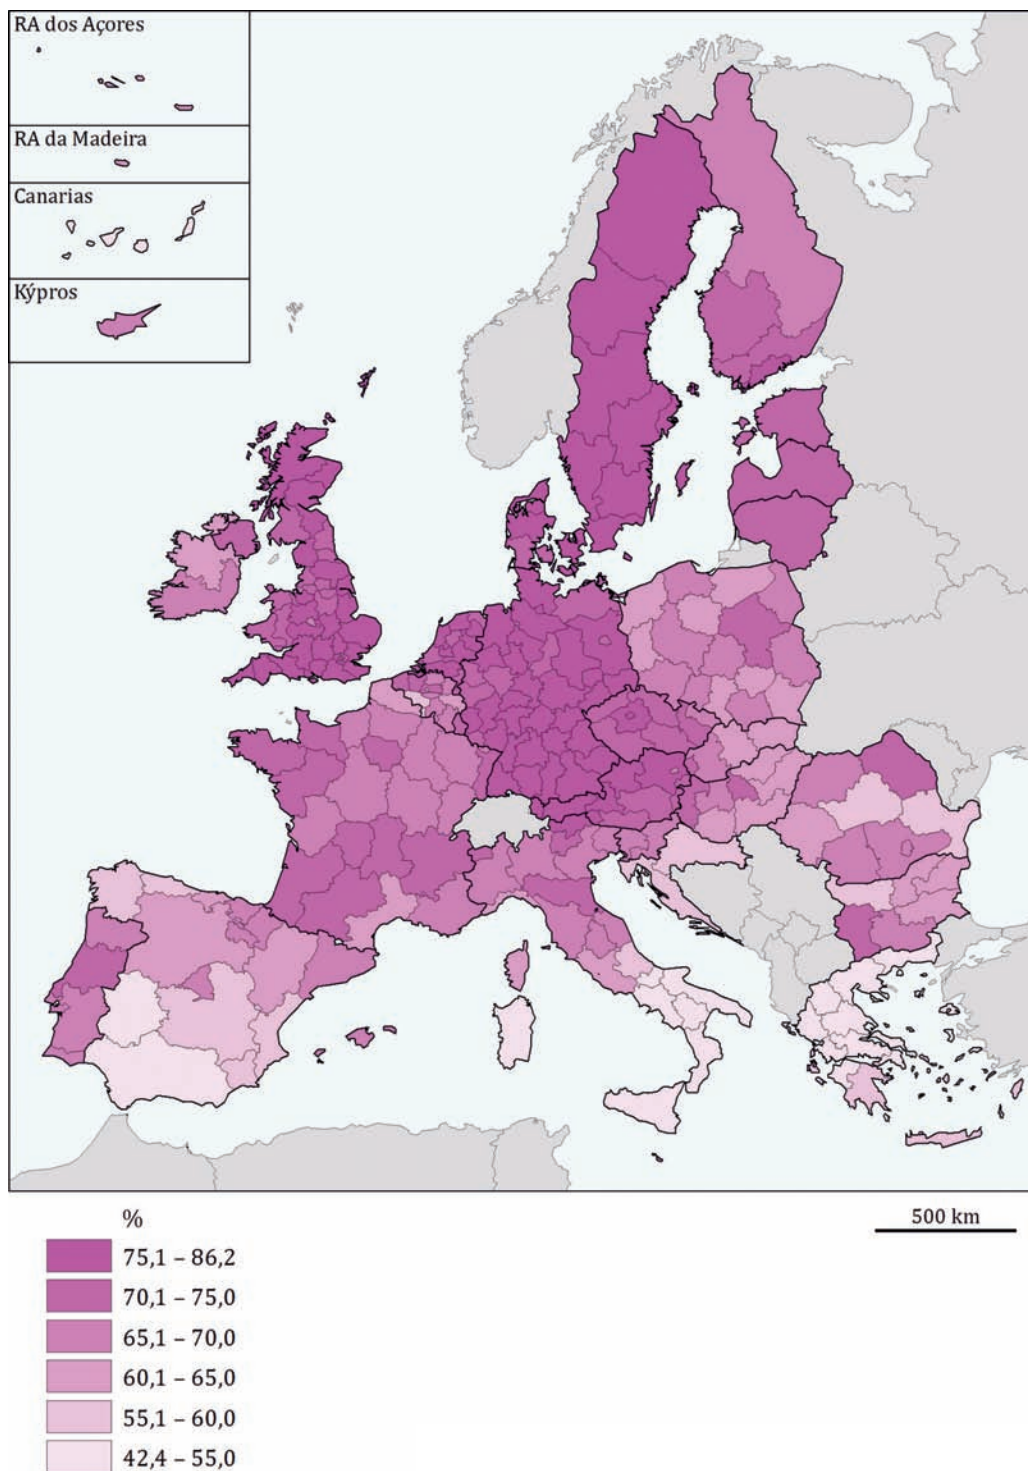 RA dos Açores
RA da Madeira
Canarias
Kýpros
%
500 km
75,1 – 86,2
70,1 – 75,0
65,1 – 70,0
60,1 – 65,0
55,1 – 60,0
42,4 – 55,0